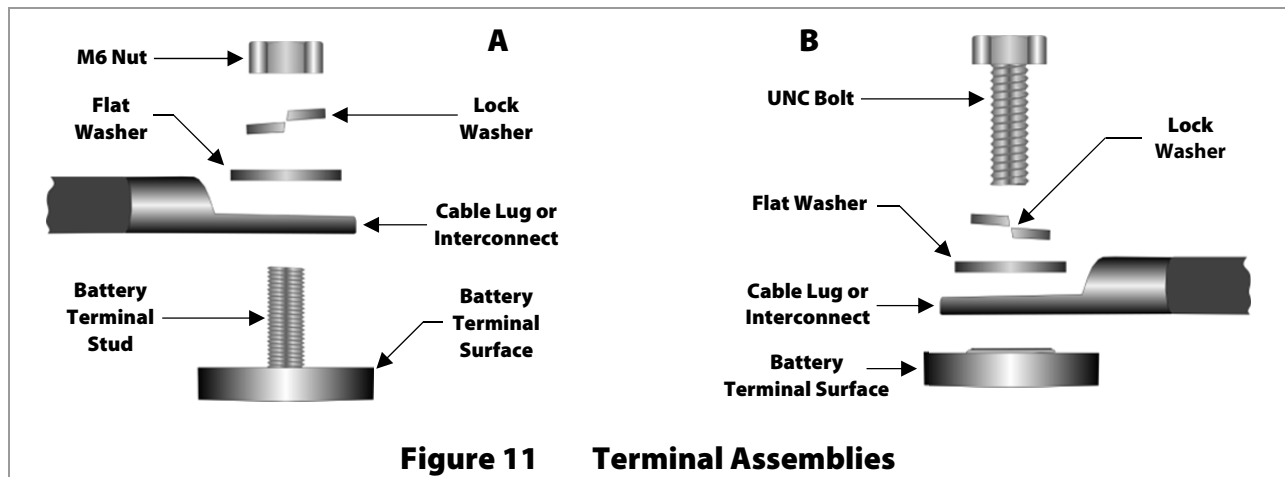 A
M6 Nut
Flat
Washer
Lock
Washer
Cable Lug or
Interconnect
Battery
Terminal
Stud
Battery
Terminal
Surface
B
UNC Bolt
Lock
Washer
Flat Washer
Cable Lug or
Interconnect
Battery
Terminal Surface
Figure 11 Terminal Assemblies